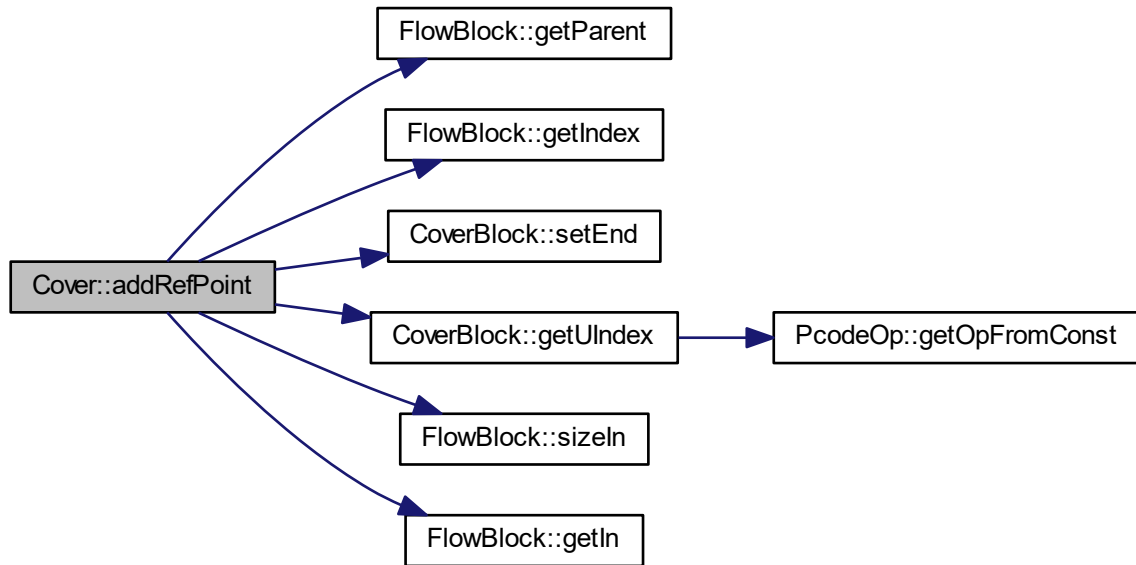 FlowBlock::getParent
FlowBlock::getIndex
CoverBlock::setEnd
Cover::addRefPoint
CoverBlock::getUIndex
PcodeOp::getOpFromConst
FlowBlock::sizeIn
FlowBlock::getIn